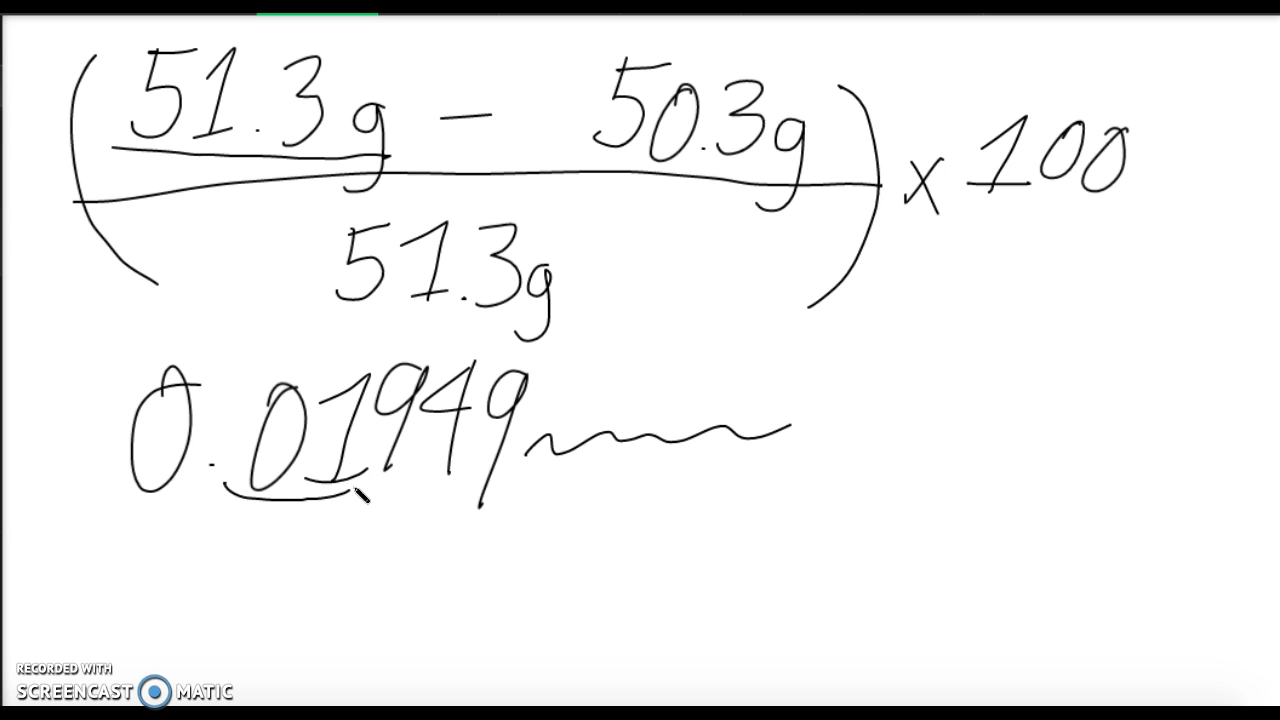 (51.3g - 50.3g) x 100
51.3g
0.01949
RECORDED WITH
SCREENCAST MATIC